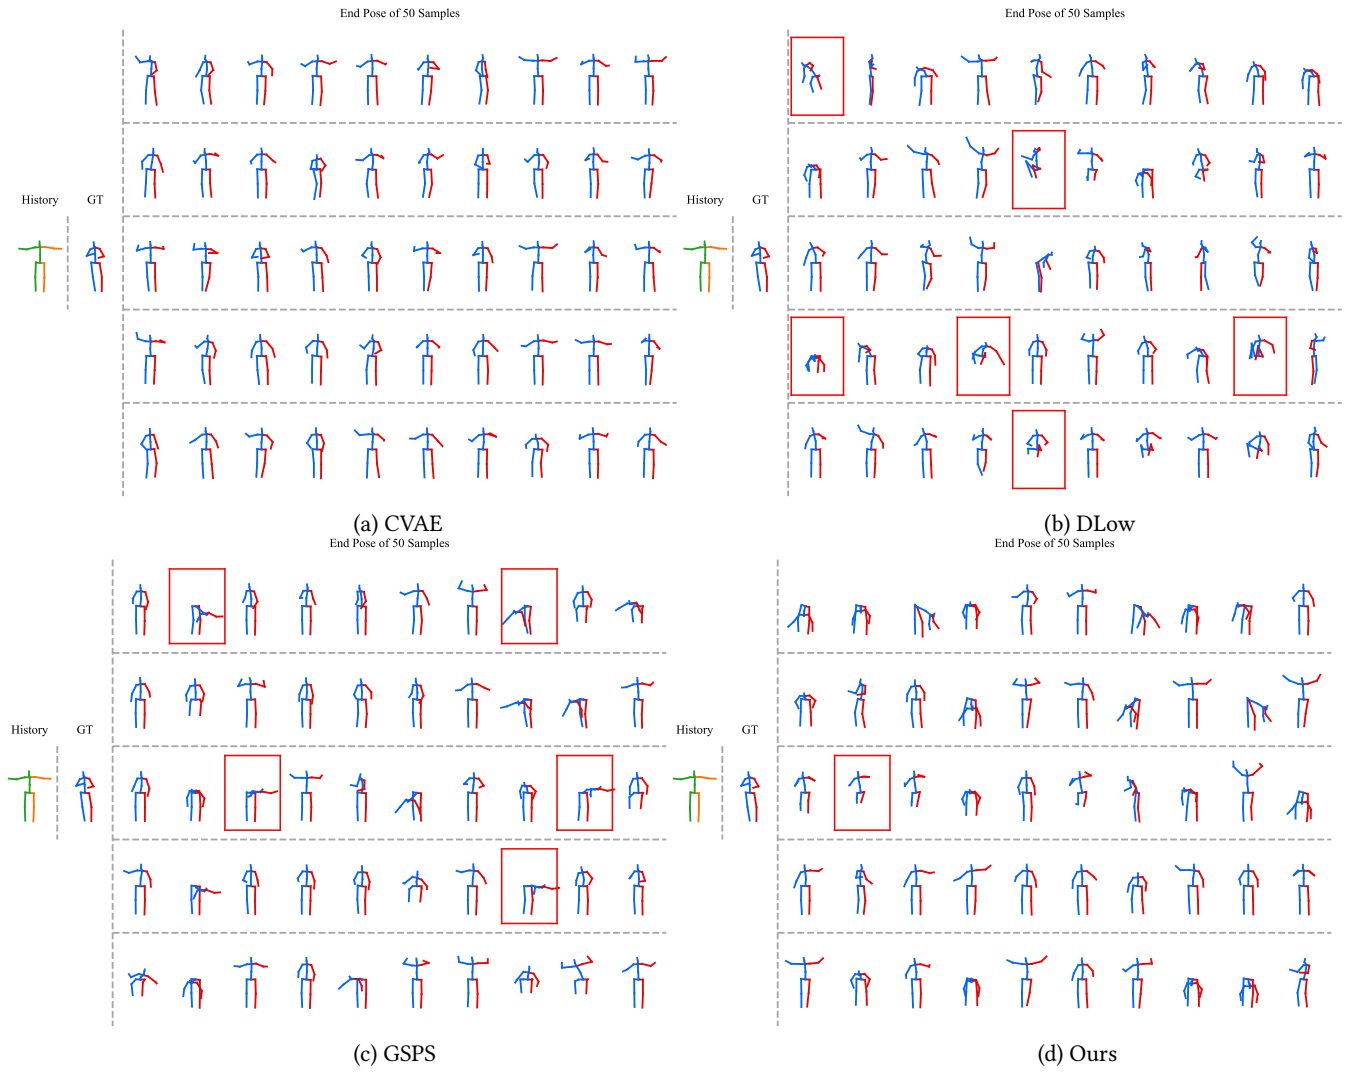 End Pose of 50 Samples
End Pose of 50 Samples
History GT
History GT
(a) CVAE
(b) DLow
End Pose of 50 Samples
End Pose of 50 Samples
History GT
History GT
(c) GSPS
(d) Ours